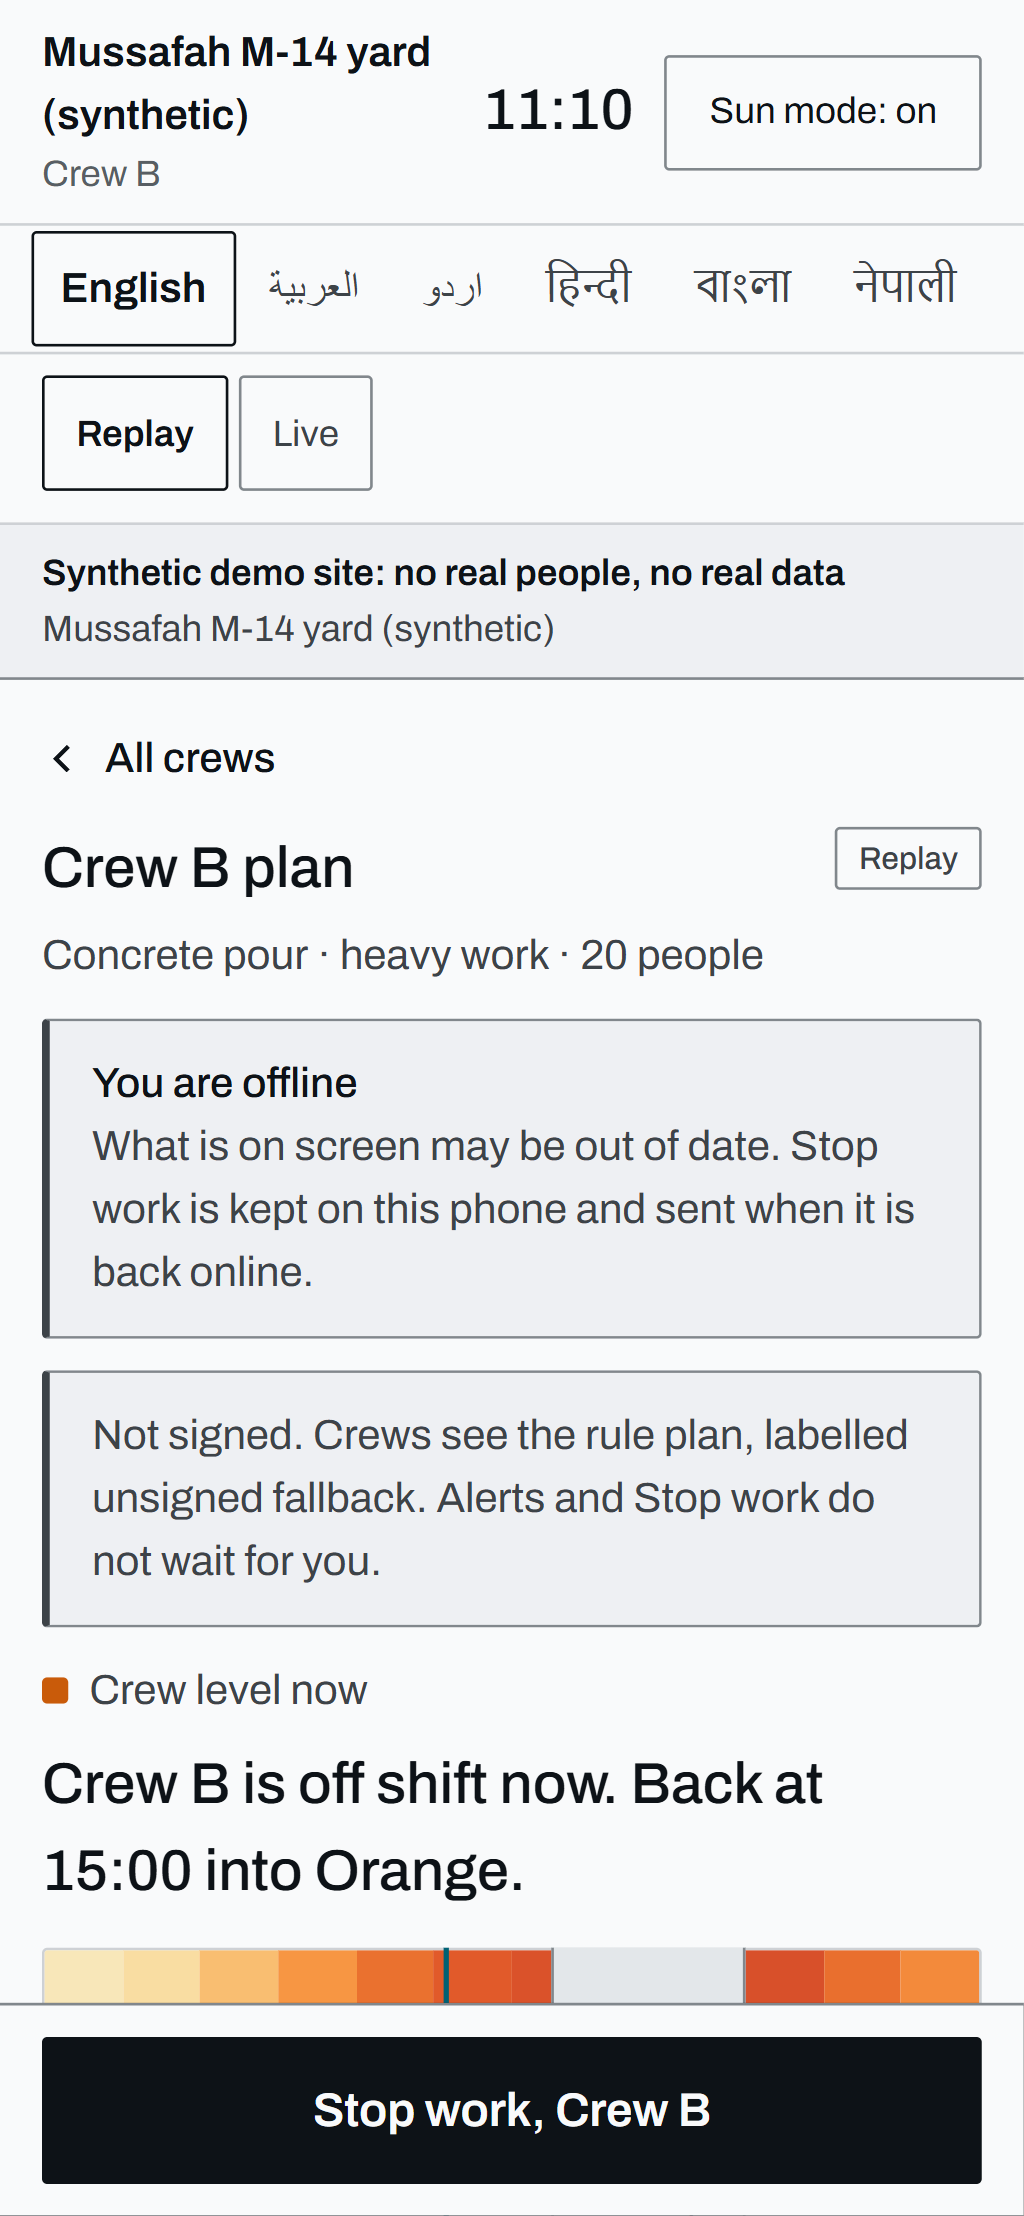 Mussafah M-14 yard
(synthetic)
Crew B
11:10
Sun mode: on
English العربية اردو हिन्दी বাংলা नेपाली
Replay Live
Synthetic demo site: no real people, no real data
Mussafah M-14 yard (synthetic)
All crews
Crew B plan
Replay
Concrete pour · heavy work · 20 people
You are offline
What is on screen may be out of date. Stop
work is kept on this phone and sent when it is
back online.
Not signed. Crews see the rule plan, labelled
unsigned fallback. Alerts and Stop work do
not wait for you.
Crew level now
Crew B is off shift now. Back at
15:00 into Orange.
Stop work, Crew B